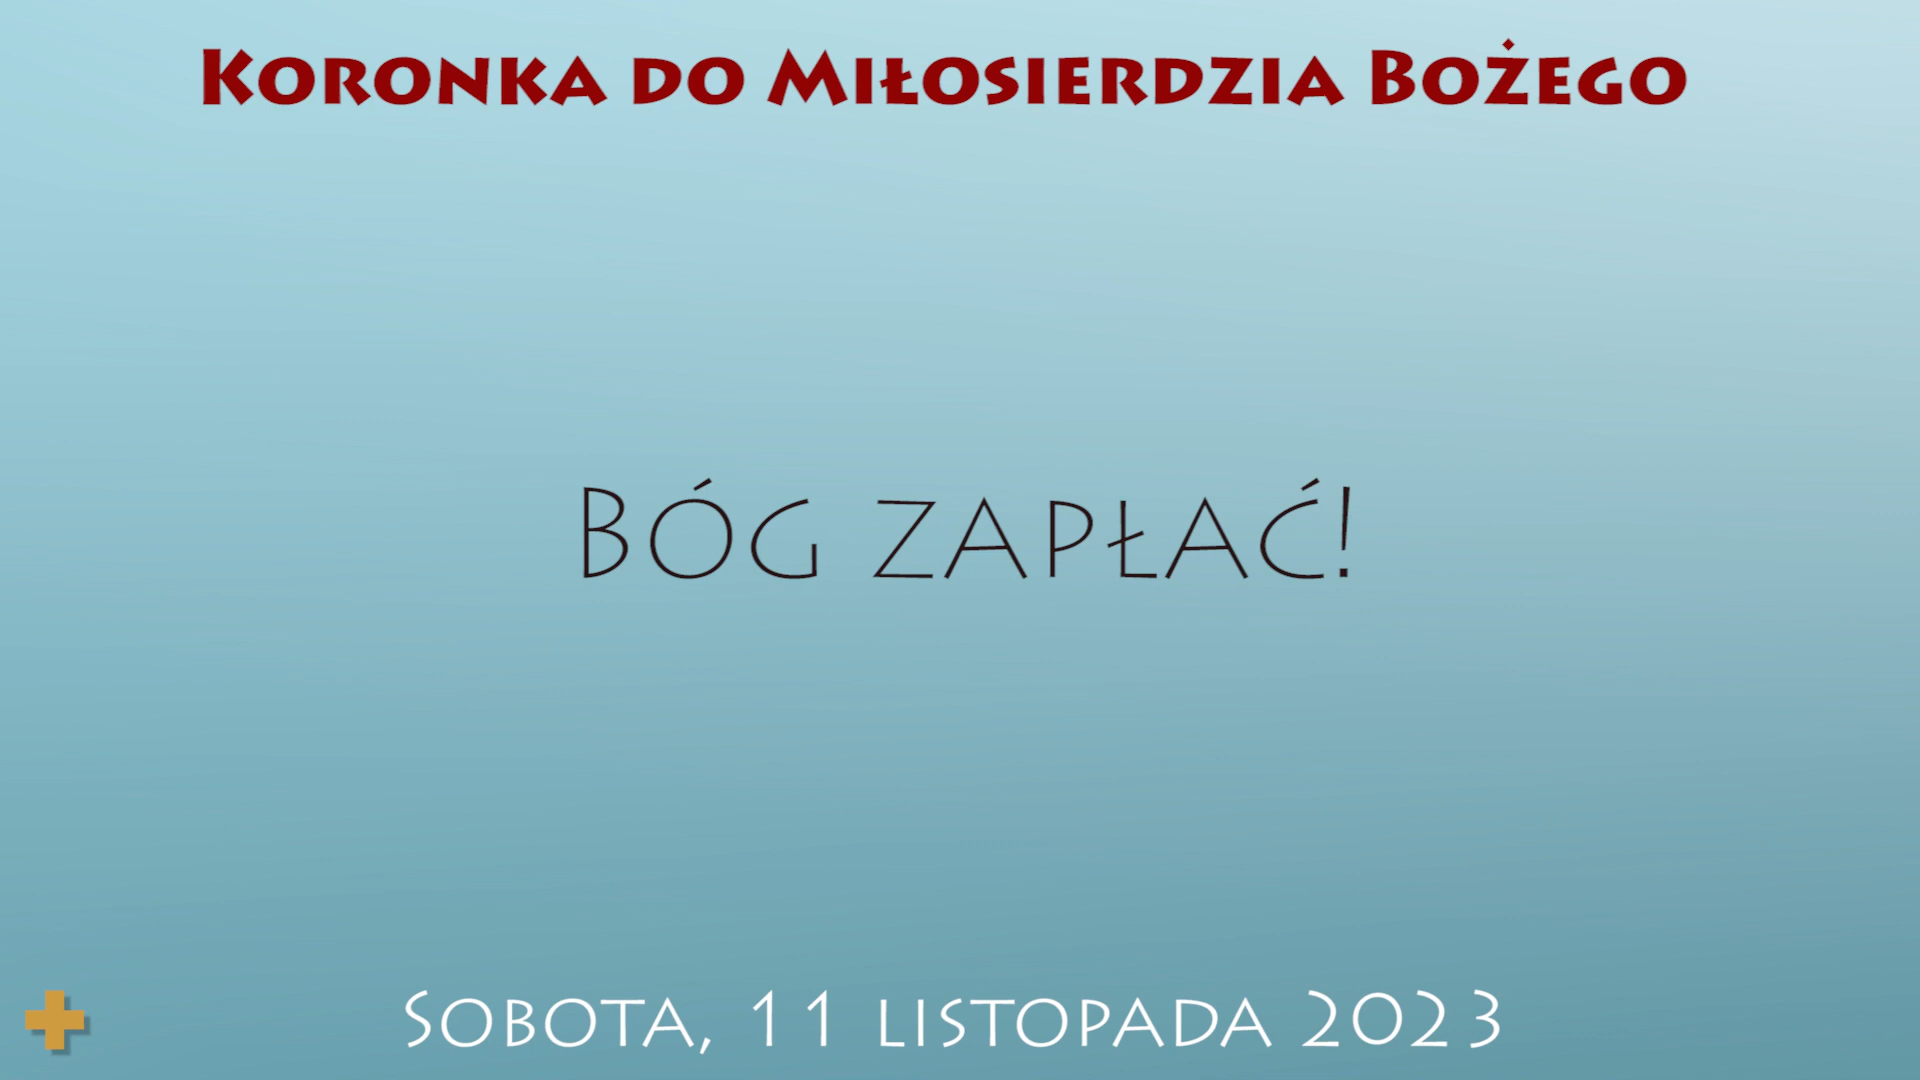 Koronka do Miłosierdzia Bożego
Bóg zapłać!
Sobota, 11 listopada 2023